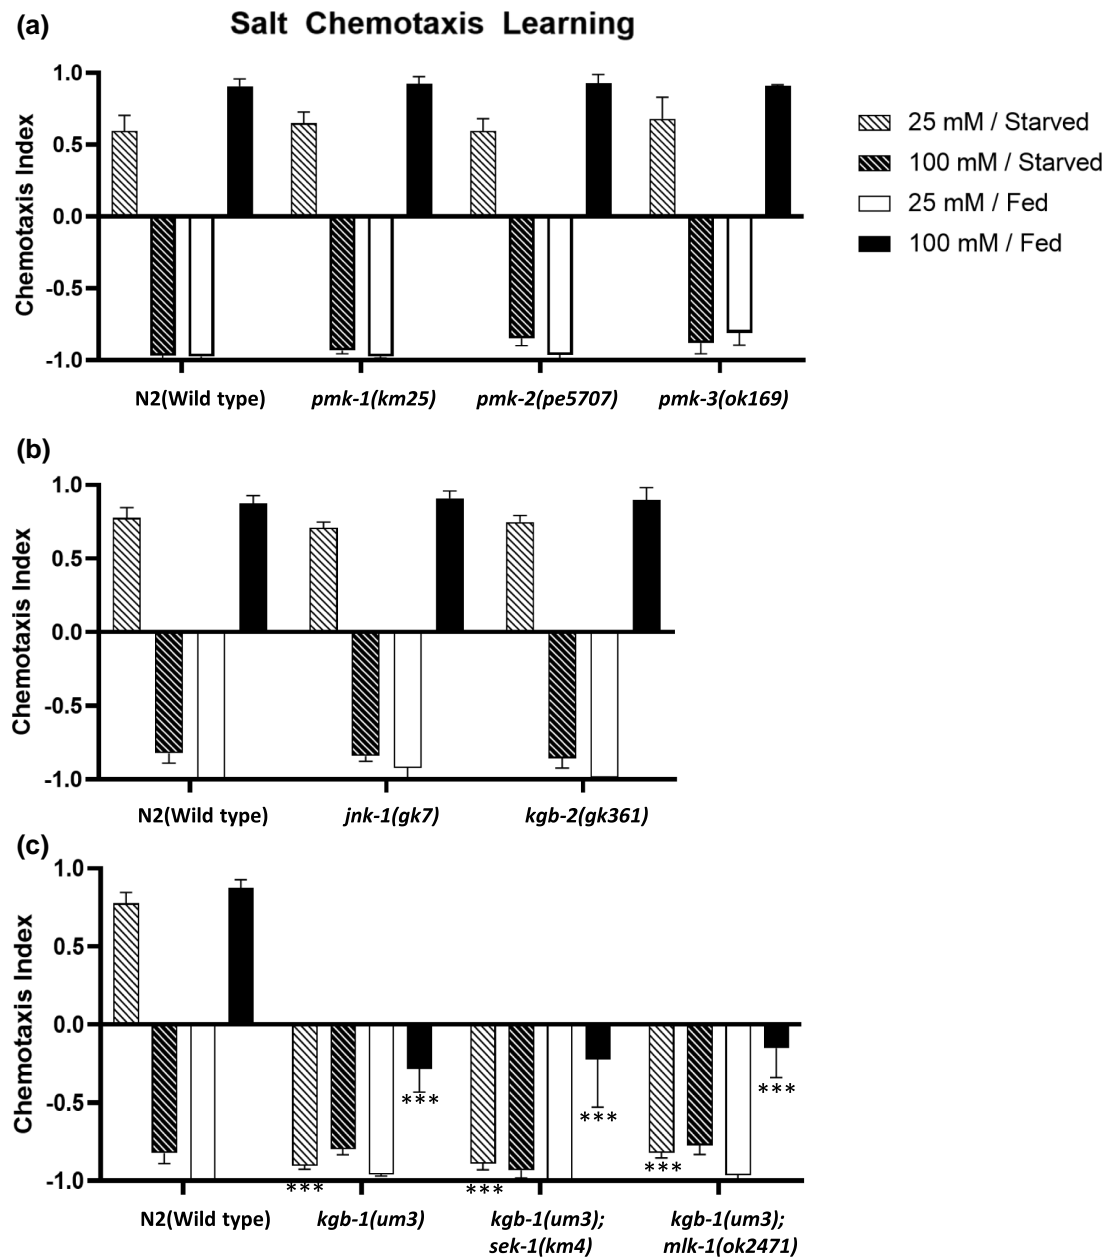 (a)
Salt Chemotaxis Learning
Chemotaxis Index
1.0
0.5
0.0
-0.5
-1.0
N2(Wild type)
pmk-1(km25)
pmk-2(pe5707)
pmk-3(ok169)
25 mM / Starved
100 mM / Starved
25 mM / Fed
100 mM / Fed
(b)
Chemotaxis Index
1.0
0.5
0.0
-0.5
-1.0
N2(Wild type)
jnk-1(gk7)
kgb-2(gk361)
(c)
Chemotaxis Index
1.0
0.5
0.0
-0.5
-1.0
***
***
***
***
***
***
N2(Wild type)
kgb-1(um3)
kgb-1(um3);
sek-1(km4)
kgb-1(um3);
mlk-1(ok2471)